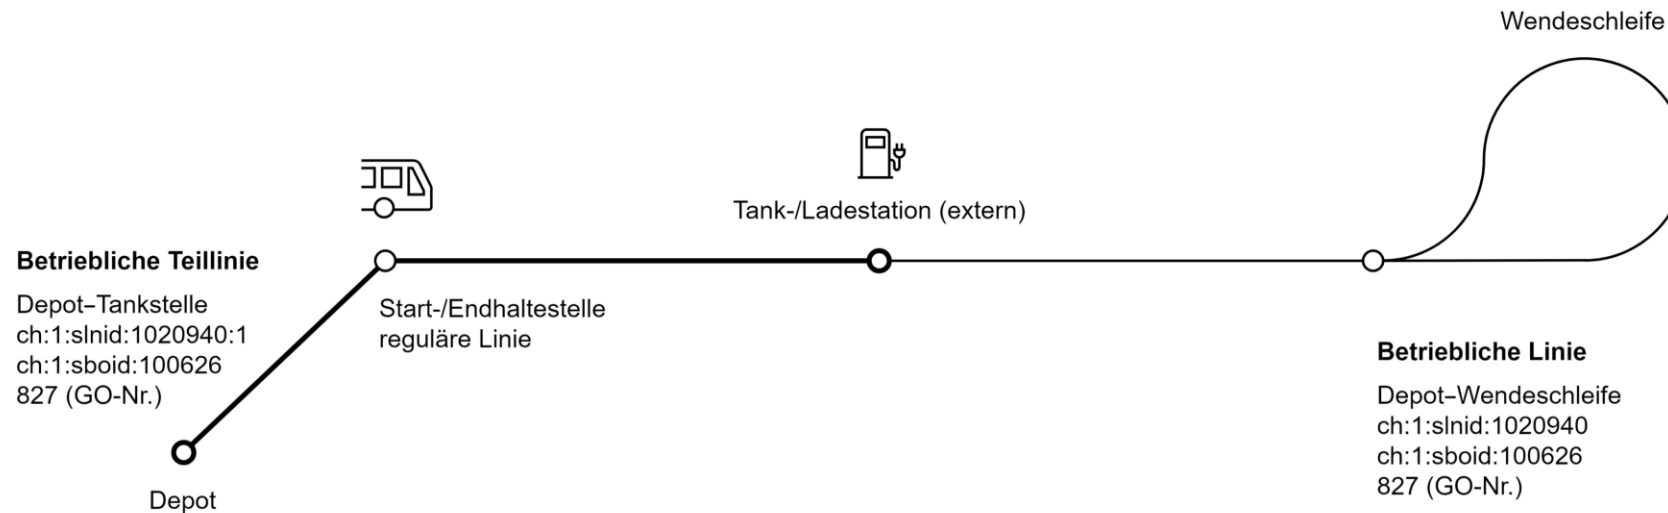 Wendeschleife
Tank-/Ladestation (extern)
Betriebliche Teillinie
Depot–Tankstelle
ch:1:slnid:1020940:1
ch:1:sboid:100626
827 (GO-Nr.)
Start-/Endhaltestelle
reguläre Linie
Depot
Betriebliche Linie
Depot–Wendeschleife
ch:1:slnid:1020940
ch:1:sboid:100626
827 (GO-Nr.)